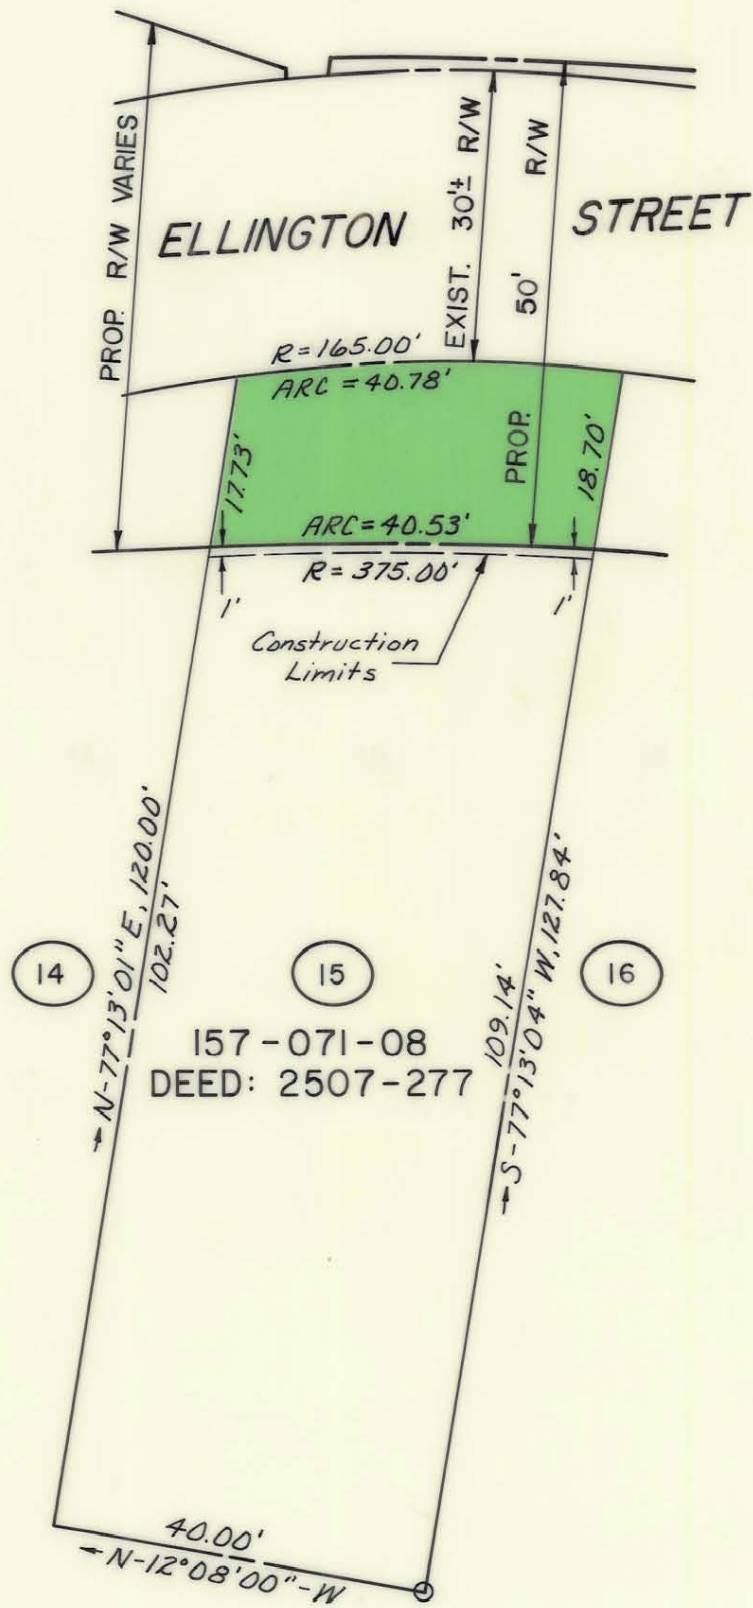 PROP. R/W VARIES
ELLINGTON STREET
EXIST. 30'± R/W
PROP. 50' R/W
R=165.00'
ARC = 40.78'
17.73'
18.70'
ARC=40.53'
R=375.00'
1'
1'
Construction
Limits
N-77°13'01"E, 120.00'
102.27'
14
15
16
109.14'
S-77°13'04" W, 127.84'
157-071-08
DEED: 2507-277
40.00'
N-12°08'00"-W